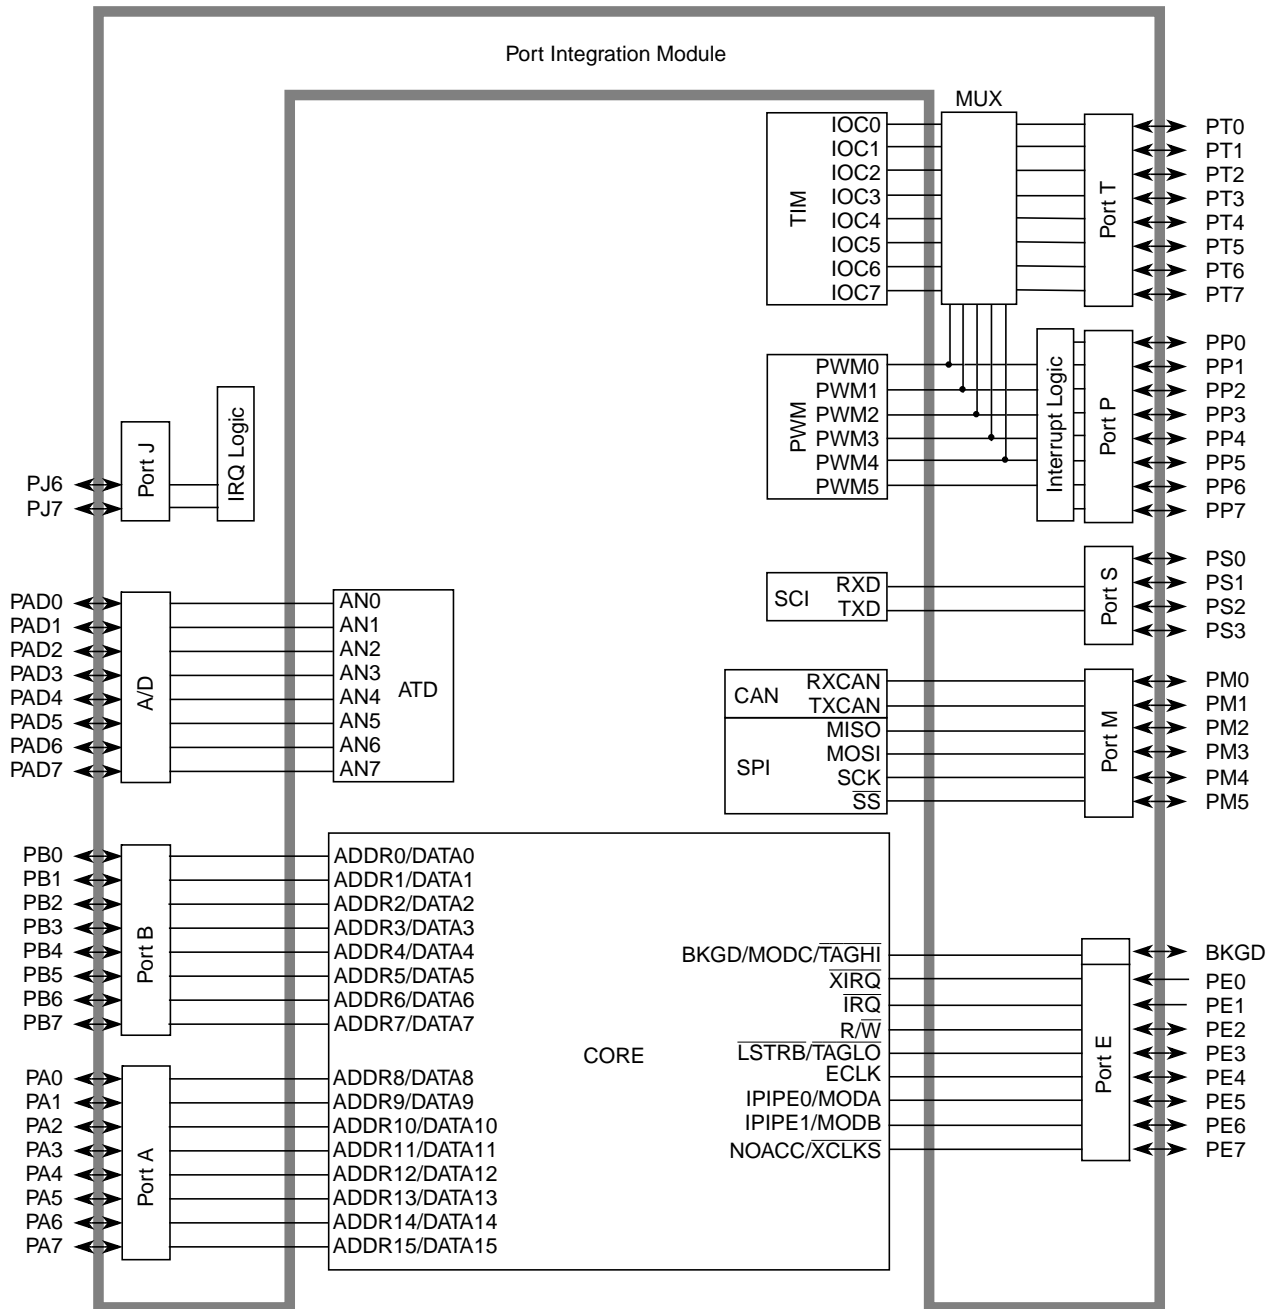 Port Integration Module
MUX
TIM
IOC0
IOC1
IOC2
IOC3
IOC4
IOC5
IOC6
IOC7
Port T
PT0
PT1
PT2
PT3
PT4
PT5
PT6
PT7
PWM
PWM0
PWM1
PWM2
PWM3
PWM4
PWM5
Interrupt Logic
Port P
PP0
PP1
PP2
PP3
PP4
PP5
PP6
PP7
PJ6
PJ7
Port J
IRQ Logic
SCI
RXD
TXD
Port S
PS0
PS1
PS2
PS3
PAD0
PAD1
PAD2
PAD3
PAD4
PAD5
PAD6
PAD7
A/D
AN0
AN1
AN2
AN3
AN4
AN5
AN6
AN7
ATD
CAN
RXCAN
TXCAN
SPI
MISO
MOSI
SCK
SS
Port M
PM0
PM1
PM2
PM3
PM4
PM5
PB0
PB1
PB2
PB3
PB4
PB5
PB6
PB7
Port B
ADDR0/DATA0
ADDR1/DATA1
ADDR2/DATA2
ADDR3/DATA3
ADDR4/DATA4
ADDR5/DATA5
ADDR6/DATA6
ADDR7/DATA7
PA0
PA1
PA2
PA3
PA4
PA5
PA6
PA7
Port A
ADDR8/DATA8
ADDR9/DATA9
ADDR10/DATA10
ADDR11/DATA11
ADDR12/DATA12
ADDR13/DATA13
ADDR14/DATA14
ADDR15/DATA15
CORE
BKGD/MODC/TAGHI
XIRQ
IRQ
R/W
LSTRB/TAGLO
ECLK
IPIPE0/MODA
IPIPE1/MODB
NOACC/XCLKS
Port E
BKGD
PE0
PE1
PE2
PE3
PE4
PE5
PE6
PE7